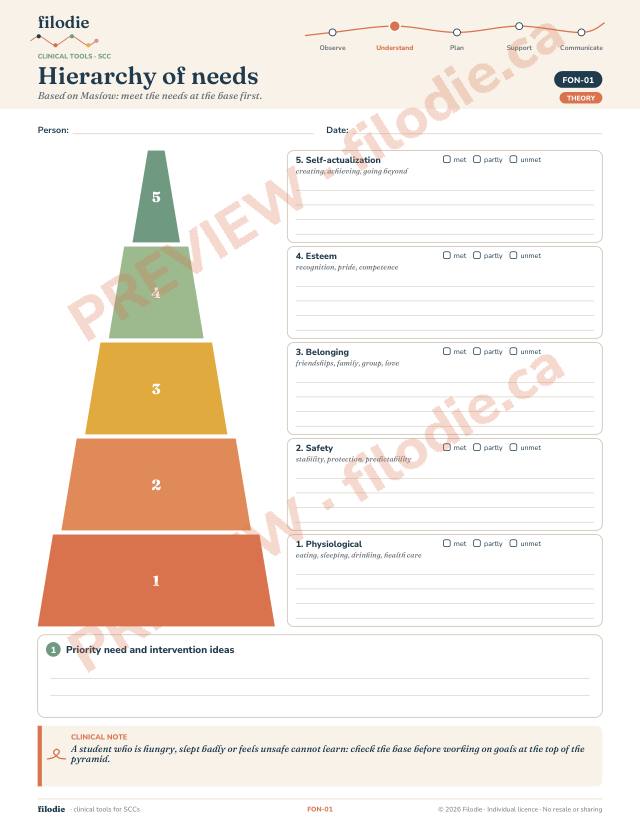 filodie
CLINICAL TOOLS · SCC
Observe Understand Plan Support Communicate
Hierarchy of needs
FON-01
Based on Maslow: meet the needs at the base first.
THEORY
Person: Date:
5
5. Self-actualization met partly unmet
creating, achieving, going beyond
4
4. Esteem met partly unmet
recognition, pride, competence
3
3. Belonging met partly unmet
friendships, family, group, love
2
2. Safety met partly unmet
stability, protection, predictability
1
1. Physiological met partly unmet
eating, sleeping, drinking, health care
1 Priority need and intervention ideas
CLINICAL NOTE
A student who is hungry, slept badly or feels unsafe cannot learn: check the base before working on goals at the top of the
pyramid.
filodie · clinical tools for SCCs FON-01 © 2026 Filodie · Individual licence · No resale or sharing
PREVIEW · filodie.ca
PREVIEW · filodie.ca